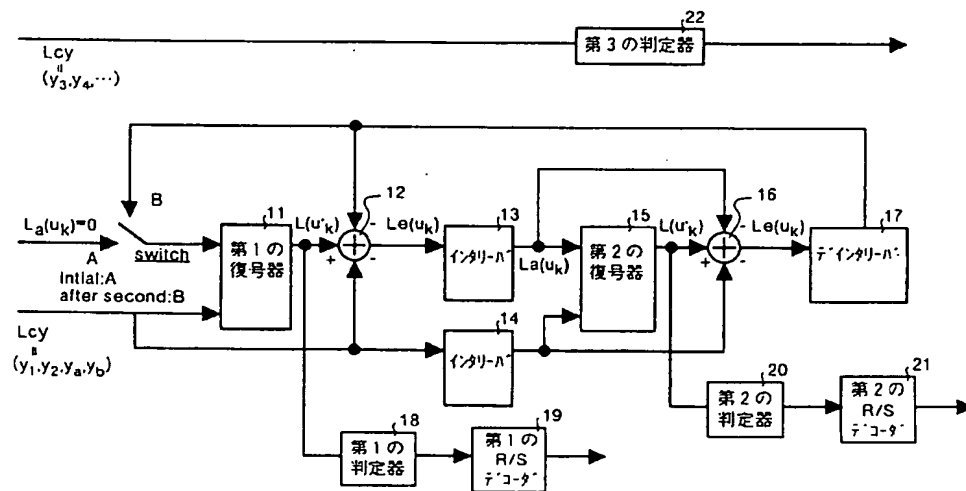 22
第3の判定器
Lcy
=
(y3,y4,…)
B
12
16
La(uk)=0
11
L(u'k)
Le(uk)
13
15
L(u'k)
Le(uk)
17
A
switch
第1の
復号器
インタリーバ
La(uk)
第2の
復号器
デインタリーバ
Intial:A
after second:B
+
-
-
+
-
-
Lcy
=
(y1,y2,ya,yb)
14
インタリーバ
20
第2の
判定器
21
第2の
R/S
デコーダ
18
第1の
判定器
19
第1の
R/S
デコーダ